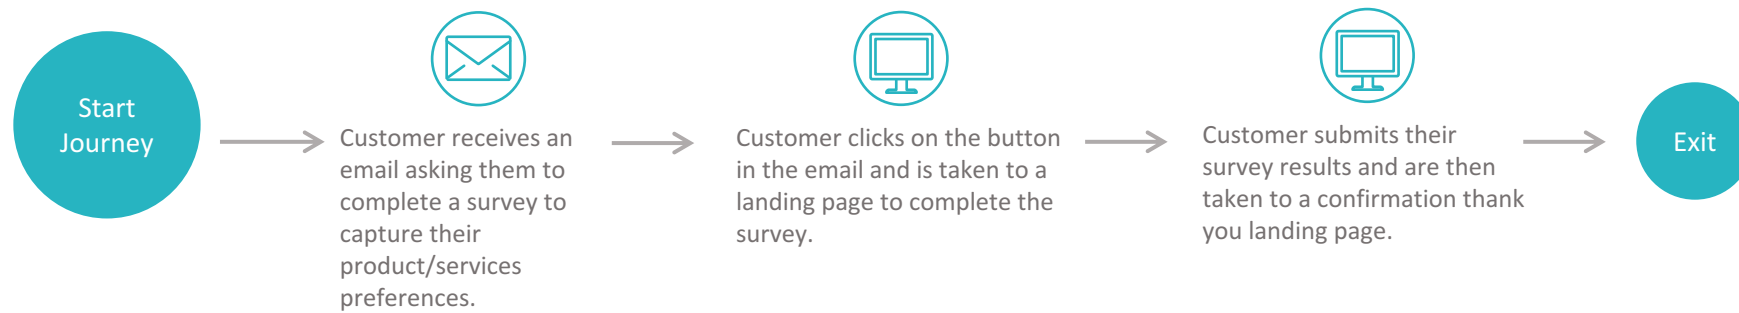 Start
Journey
Customer receives an
email asking them to
complete a survey to
capture their
product/services
preferences.
Customer clicks on the button
in the email and is taken to a
landing page to complete the
survey.
Customer submits their
survey results and are then
taken to a confirmation thank
you landing page.
Exit